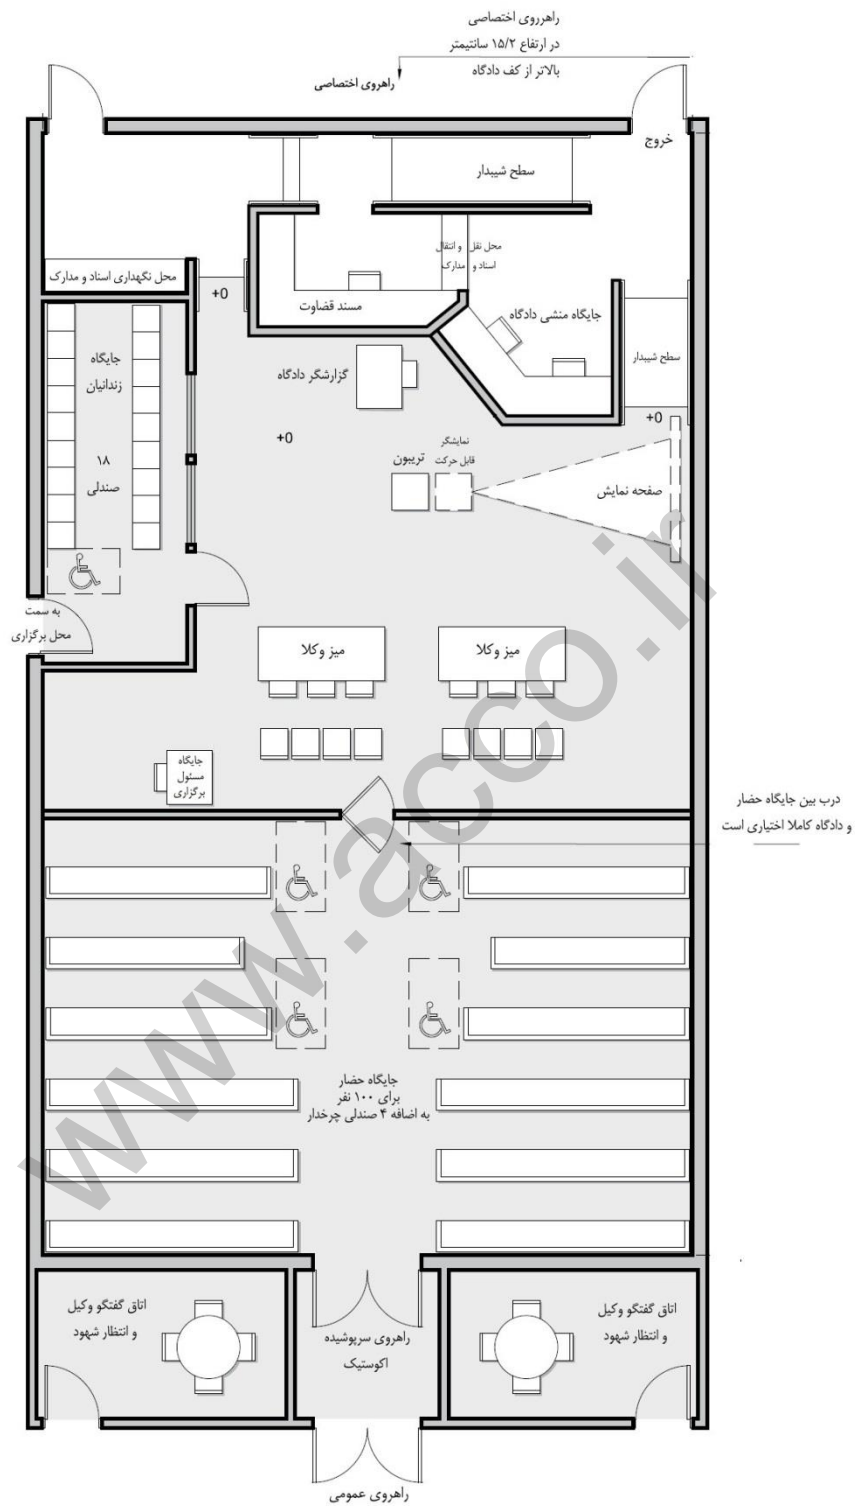 راهرروی اختصاصی
در ارتفاع ۱۵/۲ سانتیمتر
بالاتر از کف دادگاه
راهروی اختصاصی
خروج
سطح شیبدار
محل نقل و انتقال
اسناد و مدارک
محل نگهداری اسناد و مدارک
+0
مسند قضاوت
جایگاه منشی دادگاه
سطح شیبدار
جایگاه
زندانیان
۱۸
صندلی
گزارشگر دادگاه
+0
+0
نمایشگر
قابل حرکت
تریبون
صفحه نمایش
به سمت
محل برگزاری
میز وکلا
میز وکلا
جایگاه
مسئول
برگزاری
درب بین جایگاه حضار
و دادگاه کاملا اختیاری است
جایگاه حضار
برای ۱۰۰ نفر
به اضافه ۴ صندلی چرخدار
اتاق گفتگو وکیل
و انتظار شهود
راهروی سرپوشیده
اکوستیک
اتاق گفتگو وکیل
و انتظار شهود
راهروی عمومی
www.acco.ir